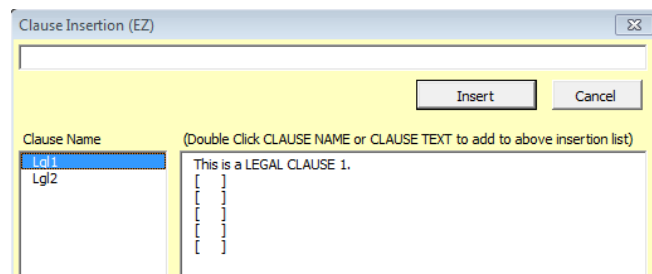 Clause Insertion (EZ)
Insert
Cancel
Clause Name
(Double Click CLAUSE NAME or CLAUSE TEXT to add to above insertion list)
Lgl1
Lgl2
This is a LEGAL CLAUSE 1.
[ ]
[ ]
[ ]
[ ]
[ ]